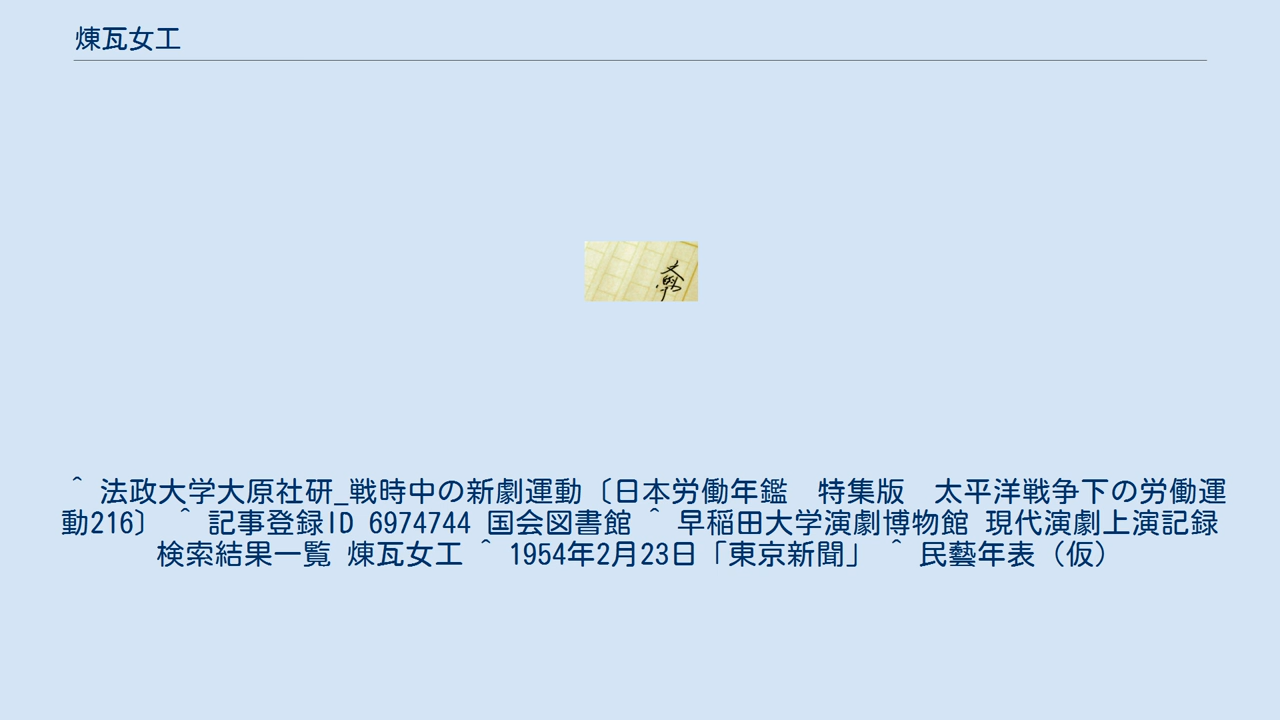 煉瓦女工
^ 法政大学大原社研_戦時中の新劇運動〔日本労働年鑑　特集版　太平洋戦争下の労働運
動216〕 ^ 記事登録ID 6974744 国会図書館 ^ 早稲田大学演劇博物館 現代演劇上演記録
検索結果一覧 煉瓦女工 ^ 1954年2月23日「東京新聞」 ^ 民藝年表（仮）